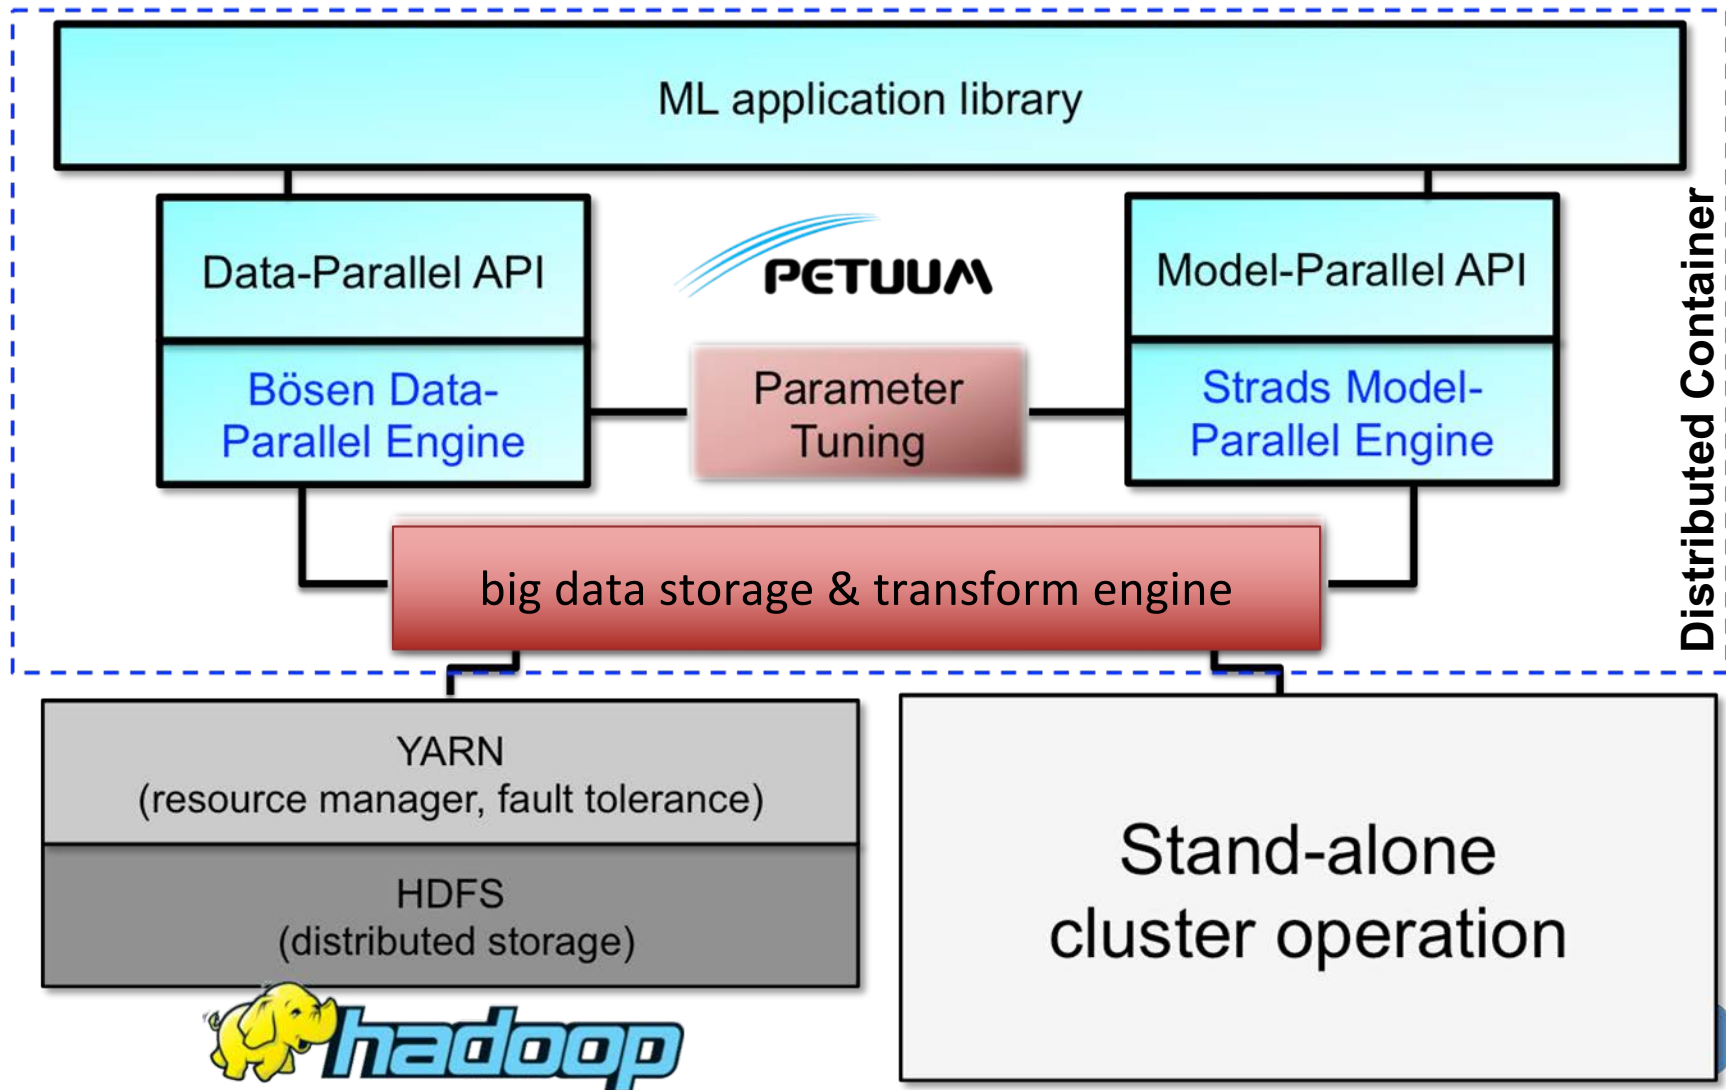 ML application library
Data-Parallel API
PETUUM
Model-Parallel API
Bösen Data-
Parallel Engine
Parameter
Tuning
Strads Model-
Parallel Engine
Distributed Container
big data storage & transform engine
YARN
(resource manager, fault tolerance)
HDFS
(distributed storage)
hadoop
Stand-alone
cluster operation